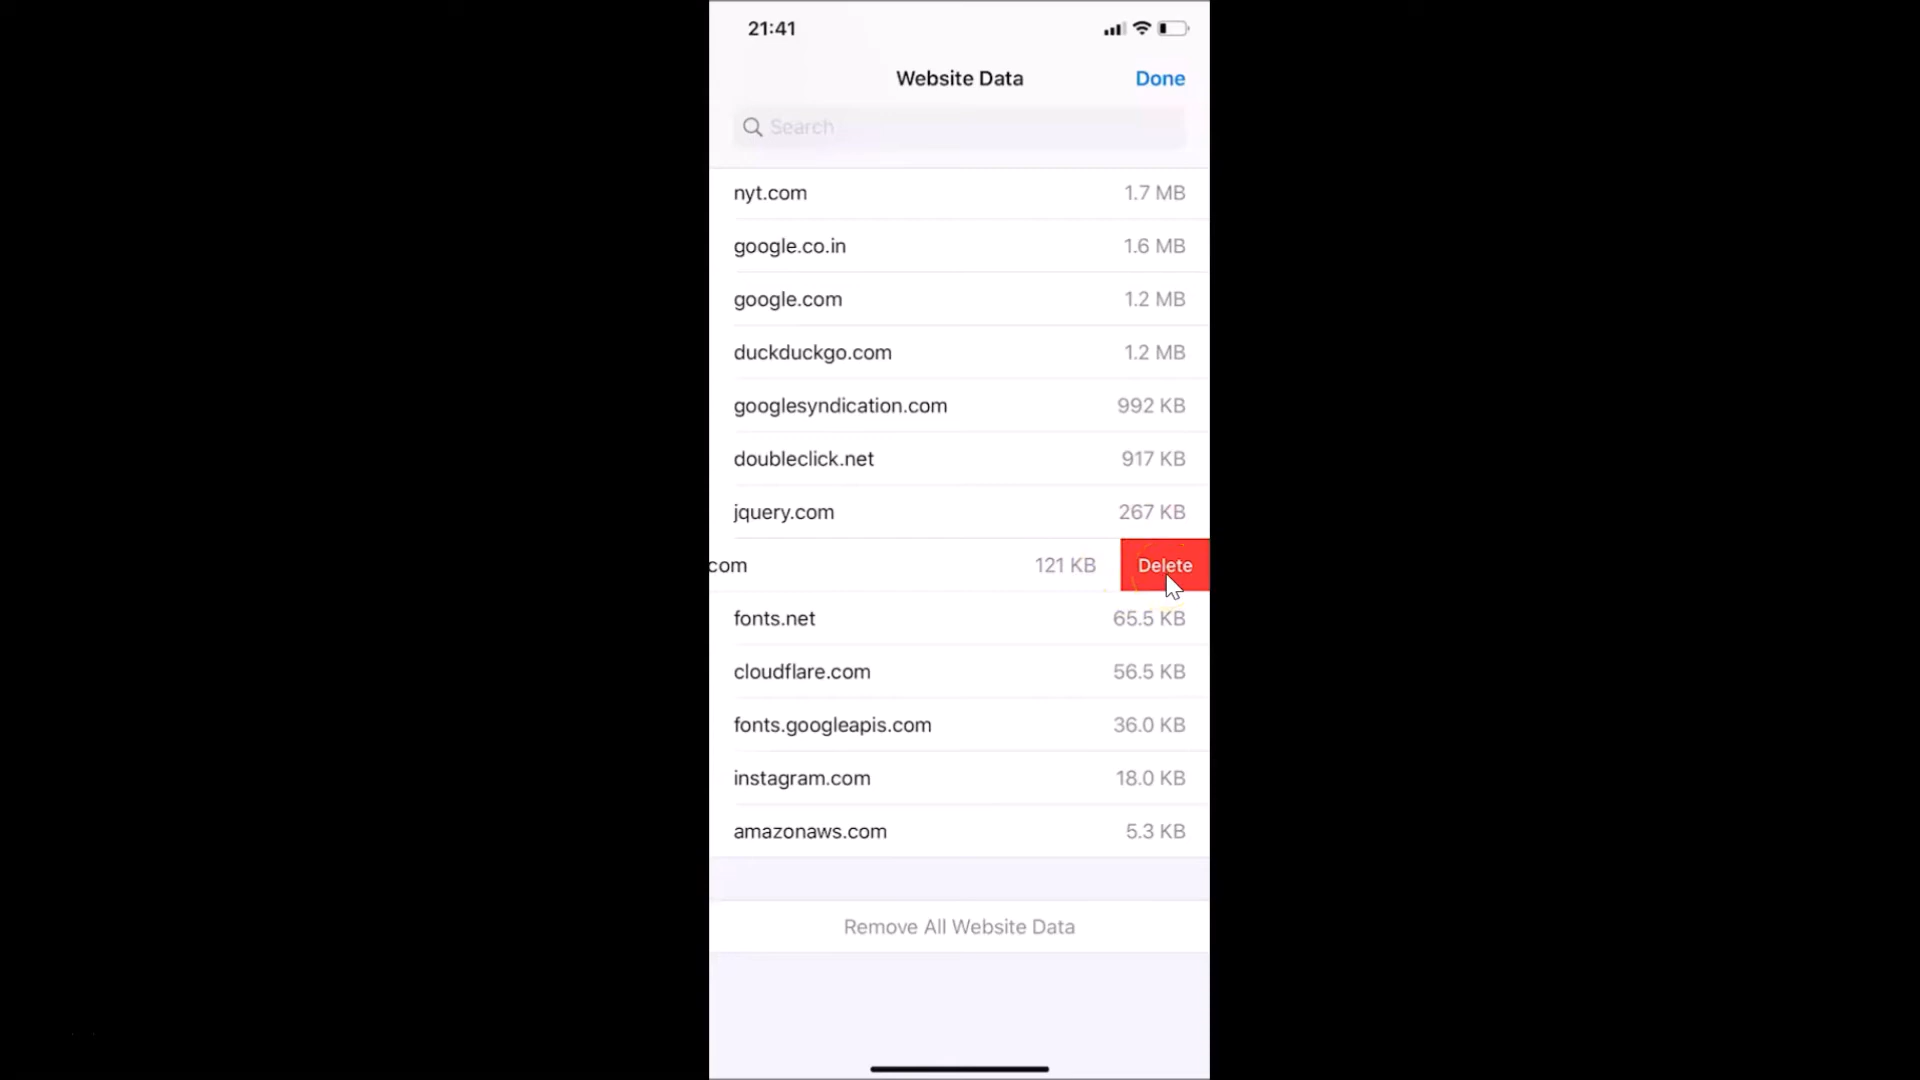 21:41
Website Data
Done
Search
nyt.com 1.7 MB
google.co.in 1.6 MB
google.com 1.2 MB
duckduckgo.com 1.2 MB
googlesyndication.com 992 KB
doubleclick.net 917 KB
jquery.com 267 KB
com 121 KB Delete
fonts.net 65.5 KB
cloudflare.com 56.5 KB
fonts.googleapis.com 36.0 KB
instagram.com 18.0 KB
amazonaws.com 5.3 KB
Remove All Website Data